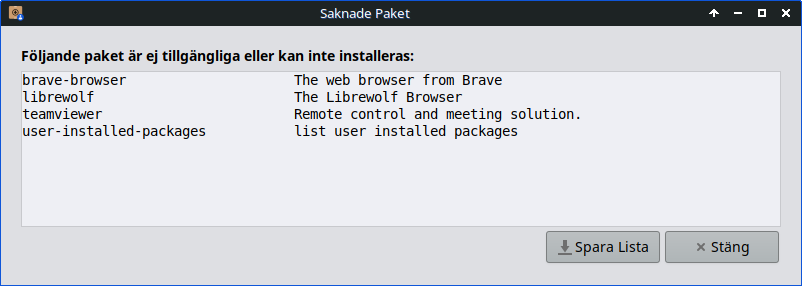 Saknade Paket
Följande paket är ej tillgängliga eller kan inte installeras:
brave-browser The web browser from Brave
librewolf The Librewolf Browser
teamviewer Remote control and meeting solution.
user-installed-packages list user installed packages
Spara Lista Stäng